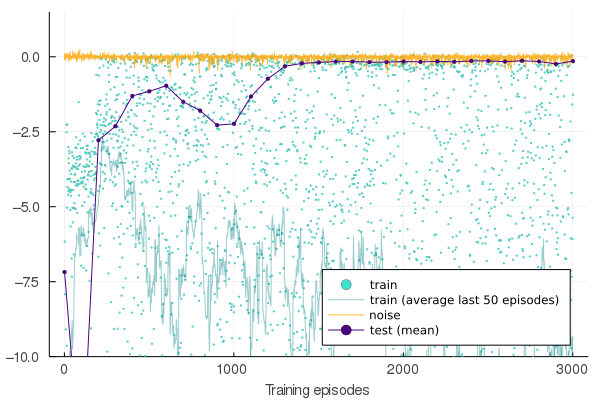 0.0
−2.5
−5.0
−7.5
−10.0
train
train (average last 50 episodes)
noise
test (mean)
0 1000 2000 3000
Training episodes